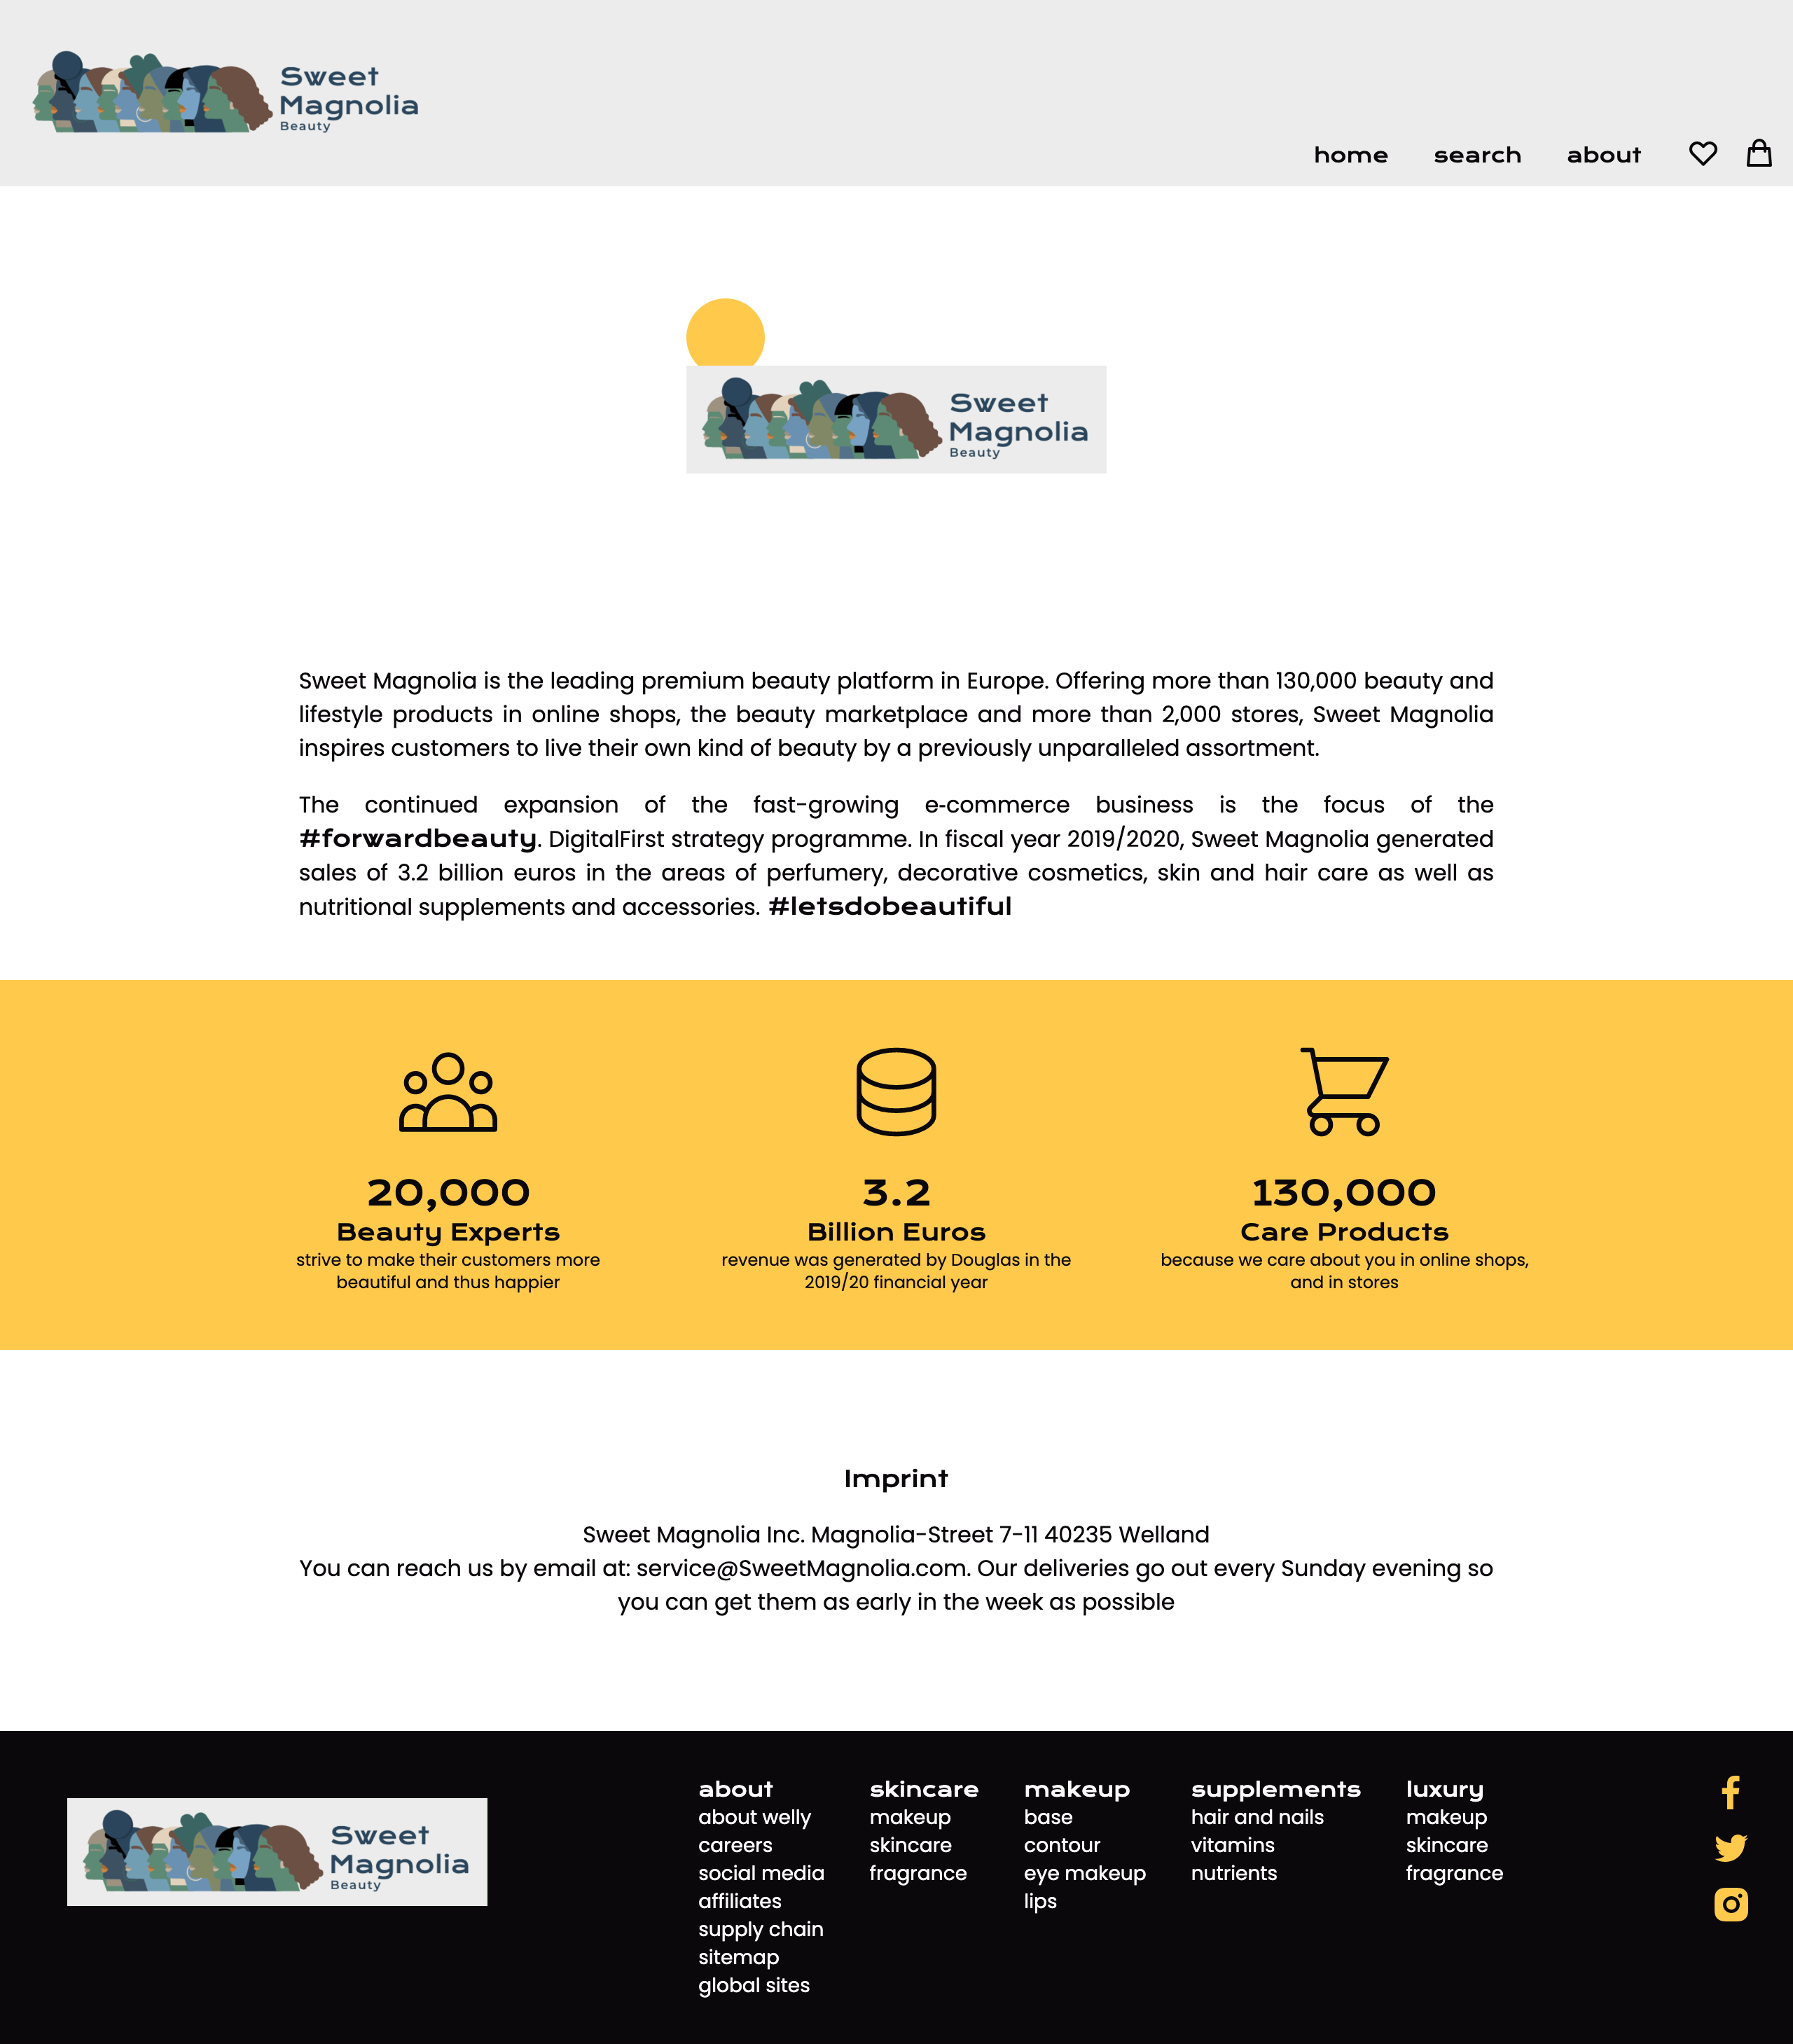 Sweet
Magnolia
Beauty
home search about
Sweet
Magnolia
Beauty
Sweet Magnolia is the leading premium beauty platform in Europe. Offering more than 130,000 beauty and
lifestyle products in online shops, the beauty marketplace and more than 2,000 stores, Sweet Magnolia
inspires customers to live their own kind of beauty by a previously unparalleled assortment.
The continued expansion of the fast-growing e-commerce business is the focus of the
#forwardbeauty. DigitalFirst strategy programme. In fiscal year 2019/2020, Sweet Magnolia generated
sales of 3.2 billion euros in the areas of perfumery, decorative cosmetics, skin and hair care as well as
nutritional supplements and accessories. #letsdobeautiful
20,000
Beauty Experts
strive to make their customers more
beautiful and thus happier
3.2
Billion Euros
revenue was generated by Douglas in the
2019/20 financial year
130,000
Care Products
because we care about you in online shops,
and in stores
Imprint
Sweet Magnolia Inc. Magnolia-Street 7-11 40235 Welland
You can reach us by email at: service@SweetMagnolia.com. Our deliveries go out every Sunday evening so
you can get them as early in the week as possible
Sweet
Magnolia
Beauty
about
about welly
careers
social media
affiliates
supply chain
sitemap
global sites
skincare
makeup
skincare
fragrance
makeup
base
contour
eye makeup
lips
supplements
hair and nails
vitamins
nutrients
luxury
makeup
skincare
fragrance